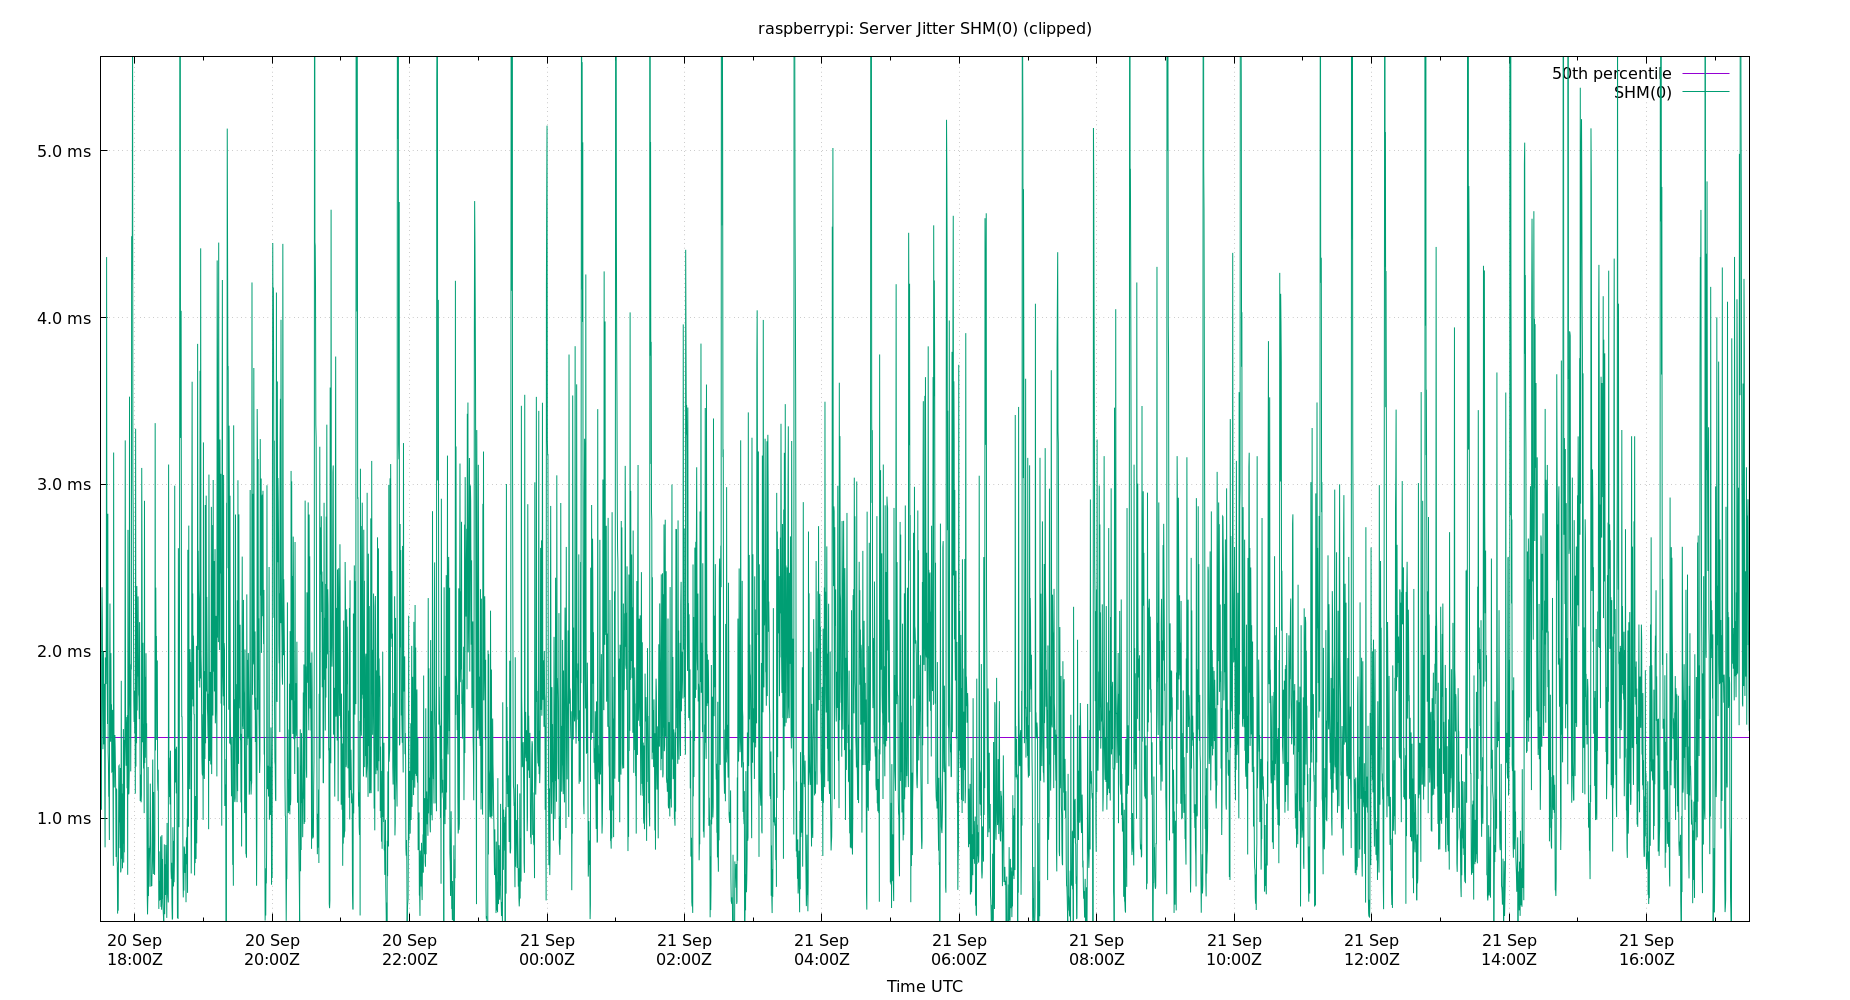 raspberrypi: Server Jitter SHM(0) (clipped)
50th percentile
SHM(0)
5.0 ms
4.0 ms
3.0 ms
2.0 ms
1.0 ms
20 Sep 20 Sep 20 Sep 21 Sep 21 Sep 21 Sep 21 Sep 21 Sep 21 Sep 21 Sep 21 Sep 21 Sep
18:00Z 20:00Z 22:00Z 00:00Z 02:00Z 04:00Z 06:00Z 08:00Z 10:00Z 12:00Z 14:00Z 16:00Z
Time UTC